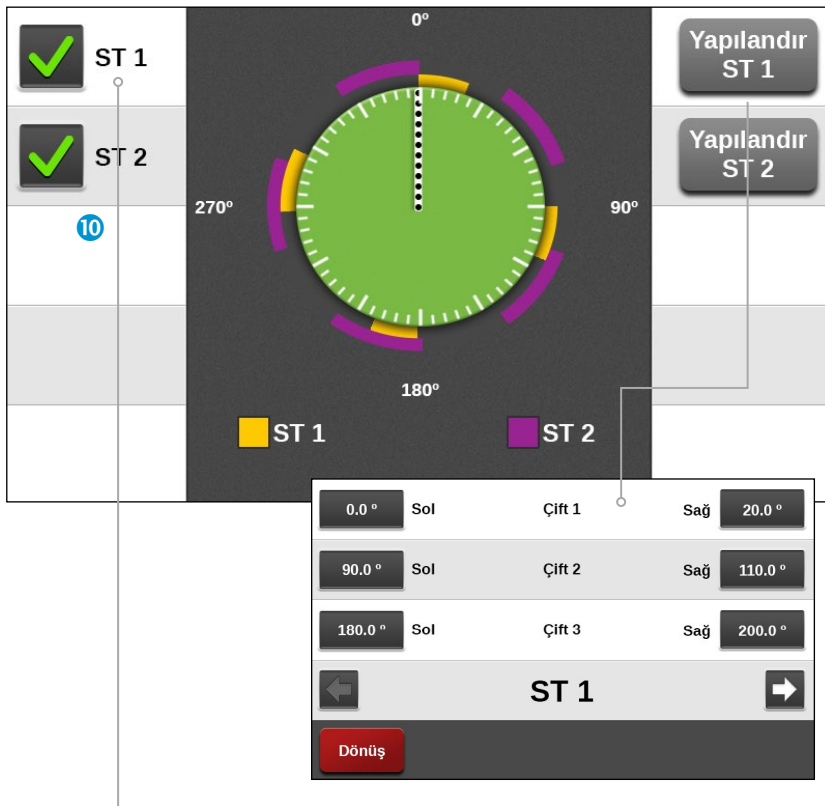 ST 1
0º
Yapılandır
ST 1
ST 2
Yapılandır
ST 2
270º
90º
10
180º
ST 1
ST 2
0.0 º Sol Çift 1 Sağ 20.0 º
90.0 º Sol Çift 2 Sağ 110.0 º
180.0 º Sol Çift 3 Sağ 200.0 º
ST 1
Dönüş